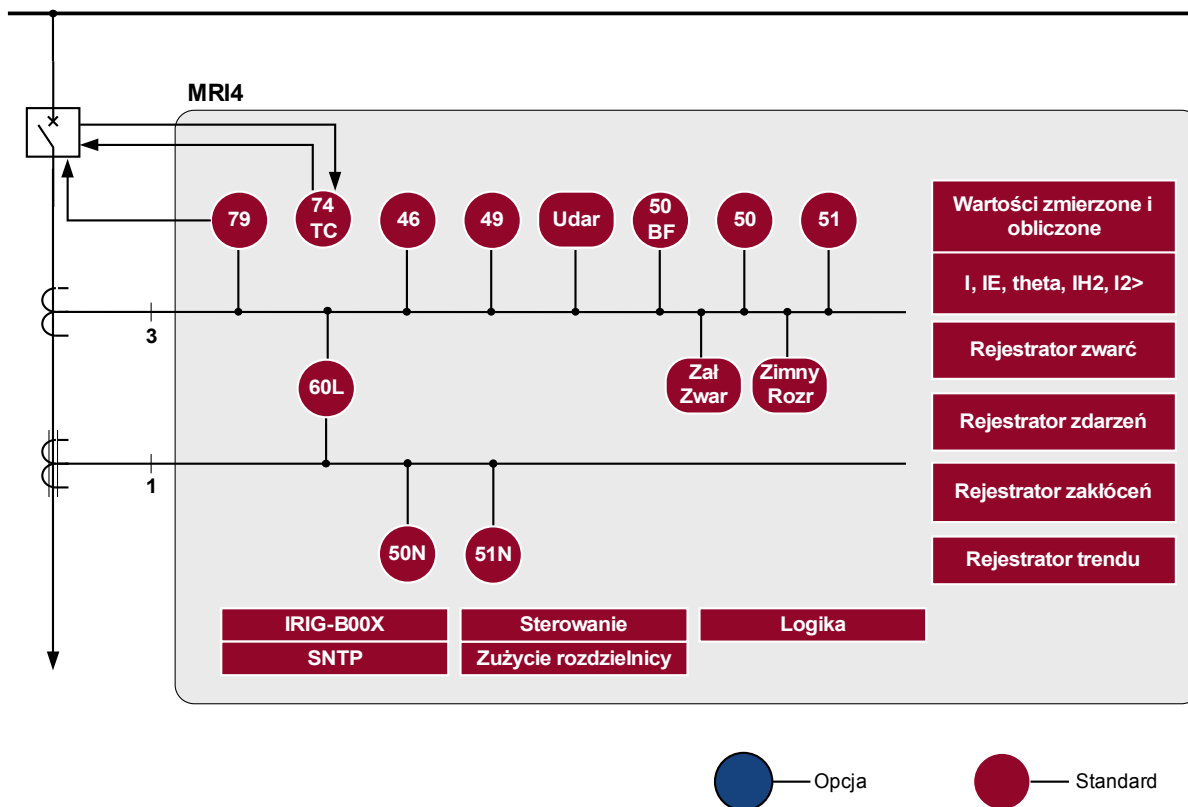 MRI4
79
74
TC
46
49
Udar
50
BF
50
51
Wartości zmierzone i
obliczone
I, IE, theta, IH2, I2>
3
60L
Zał
Zwar
Zimny
Rozr
Rejestrator zwarć
Rejestrator zdarzeń
1
Rejestrator zakłóceń
50N
51N
Rejestrator trendu
IRIG-B00X
Sterowanie
Logika
SNTP
Zużycie rozdzielnicy
Opcja
Standard